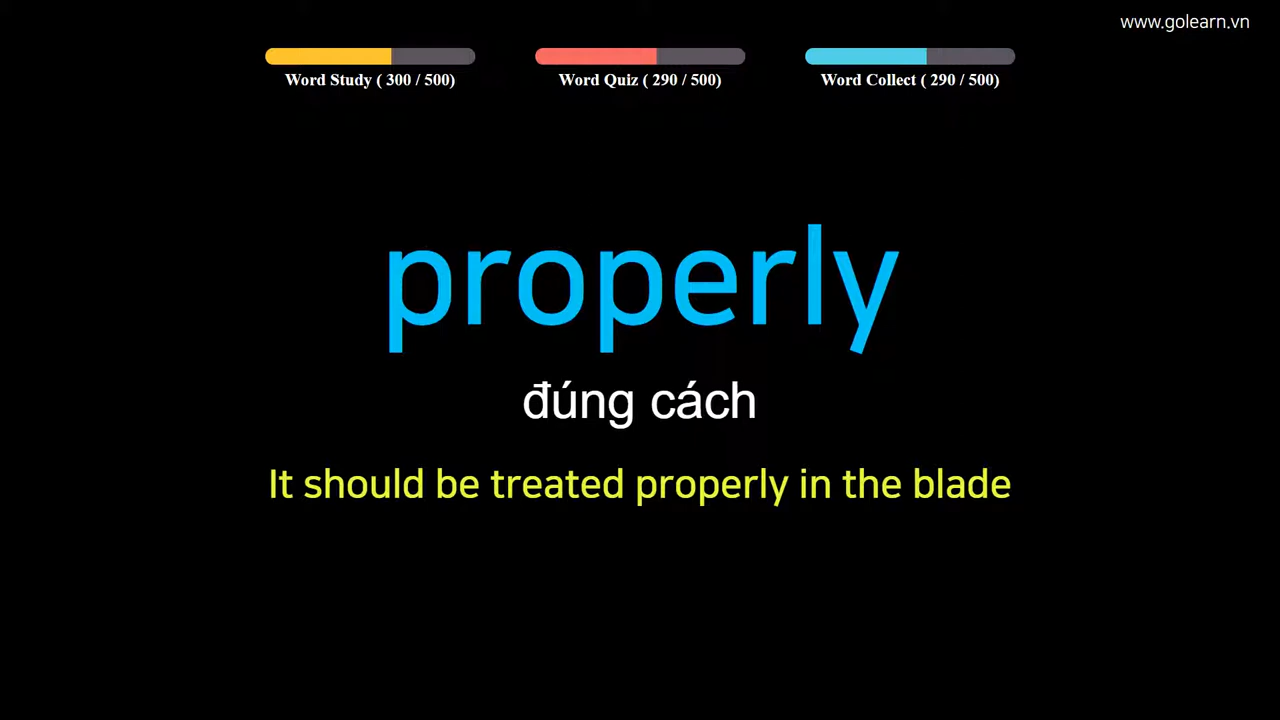 www.golearn.vn
Word Study ( 300 / 500) Word Quiz ( 290 / 500) Word Collect ( 290 / 500)
properly
đúng cách
It should be treated properly in the blade